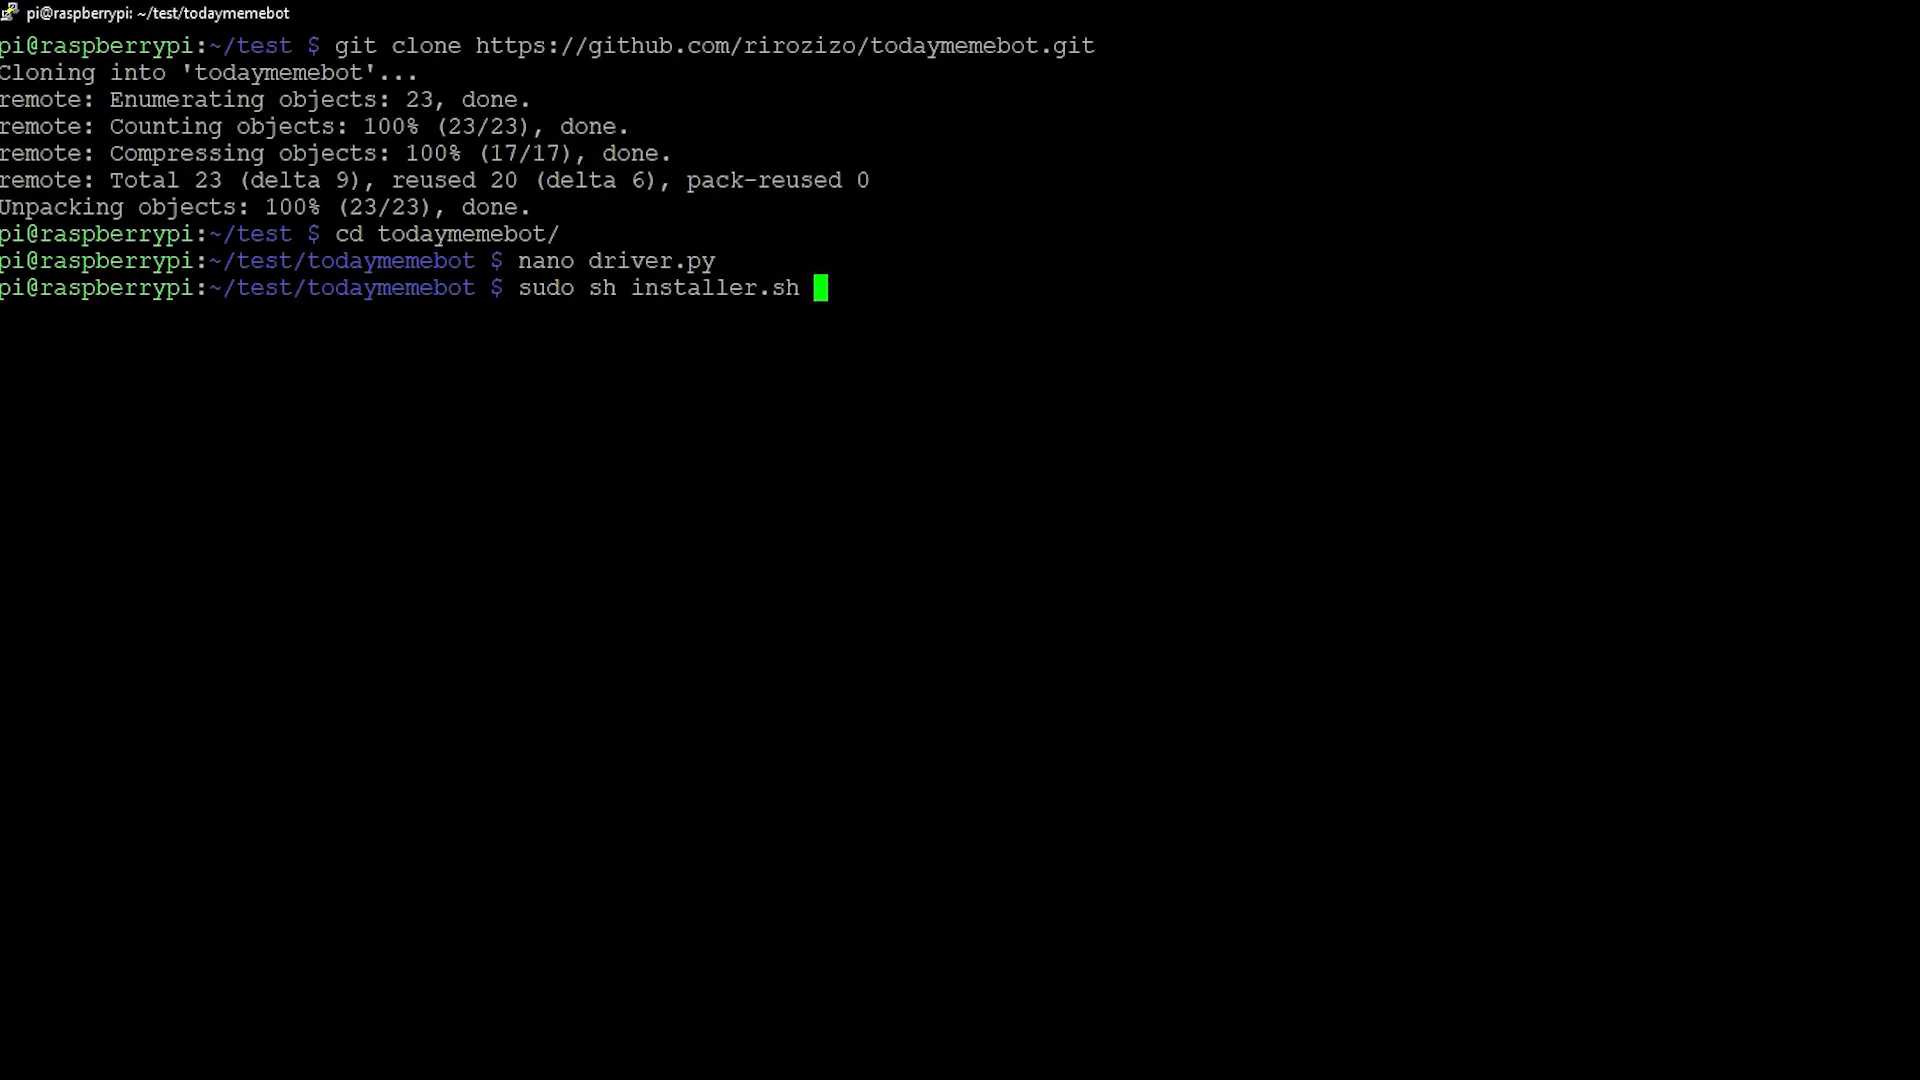 pi@raspberrypi: ~/test/todaymemebot
pi@raspberrypi:~/test $ git clone https://github.com/rirozizo/todaymemebot.git
Cloning into 'todaymemebot'...
remote: Enumerating objects: 23, done.
remote: Counting objects: 100% (23/23), done.
remote: Compressing objects: 100% (17/17), done.
remote: Total 23 (delta 9), reused 20 (delta 6), pack-reused 0
Unpacking objects: 100% (23/23), done.
pi@raspberrypi:~/test $ cd todaymemebot/
pi@raspberrypi:~/test/todaymemebot $ nano driver.py
pi@raspberrypi:~/test/todaymemebot $ sudo sh installer.sh